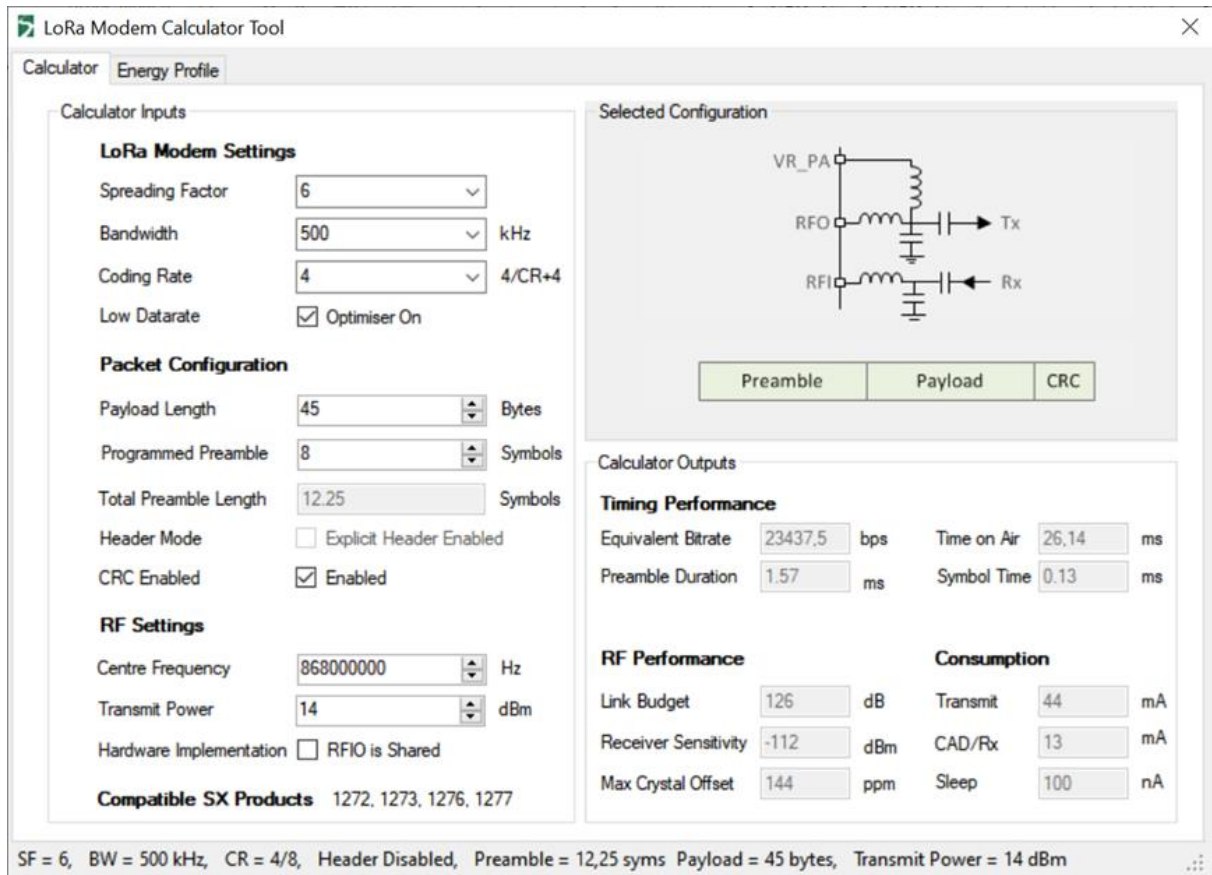 LoRa Modem Calculator Tool
Calculator Energy Profile
Calculator Inputs
LoRa Modem Settings
Spreading Factor 6
Bandwidth 500 kHz
Coding Rate 4 4/CR+4
Low Datarate Optimiser On
Packet Configuration
Payload Length 45 Bytes
Programmed Preamble 8 Symbols
Total Preamble Length 12.25 Symbols
Header Mode Explicit Header Enabled
CRC Enabled Enabled
RF Settings
Centre Frequency 868000000 Hz
Transmit Power 14 dBm
Hardware Implementation RFIO is Shared
Compatible SX Products 1272, 1273, 1276, 1277
Selected Configuration
VR_PA
RFO Tx
RFI Rx
Preamble Payload CRC
Calculator Outputs
Timing Performance
Equivalent Bitrate 23437,5 bps Time on Air 26,14 ms
Preamble Duration 1.57 ms Symbol Time 0.13 ms
RF Performance Consumption
Link Budget 126 dB Transmit 44 mA
Receiver Sensitivity -112 dBm CAD/Rx 13 mA
Max Crystal Offset 144 ppm Sleep 100 nA
SF = 6, BW = 500 kHz, CR = 4/8, Header Disabled, Preamble = 12,25 syms Payload = 45 bytes, Transmit Power = 14 dBm